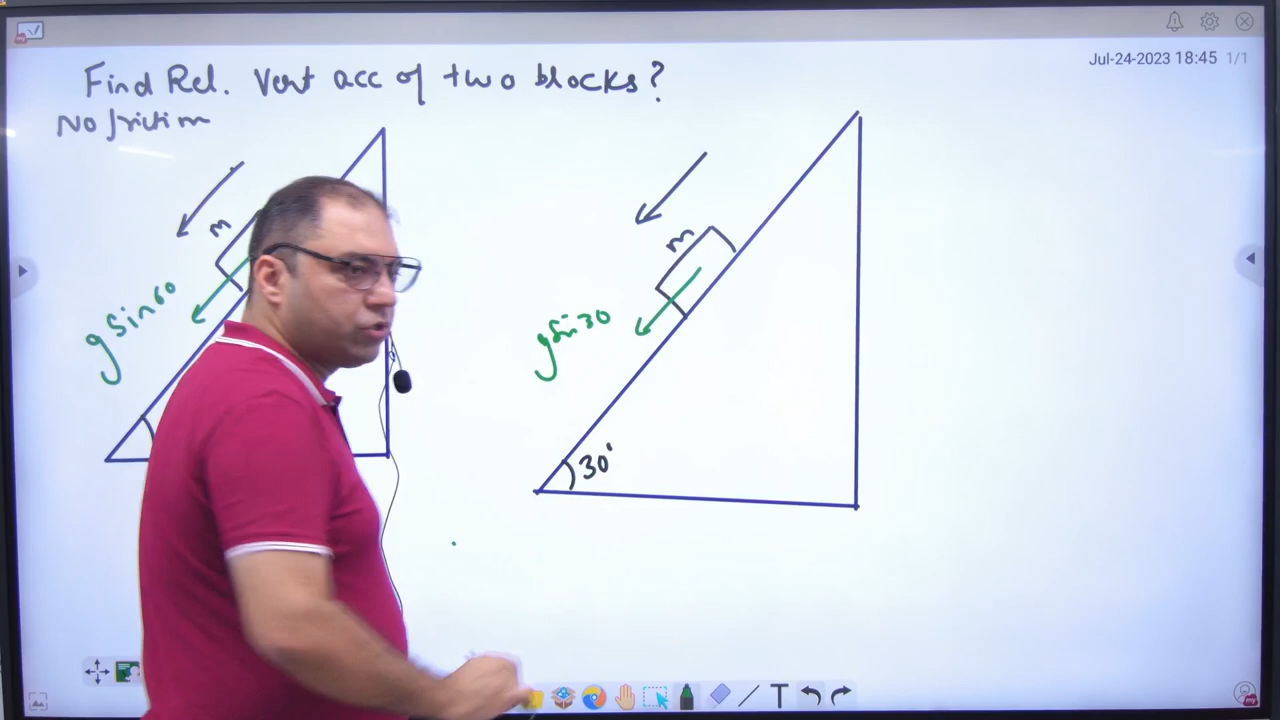 Jul-24-2023 18:45 1/1
Find Rel. Vert acc of two blocks?
No friction
m
g Sin 60
m
g Sin 30
30°
T